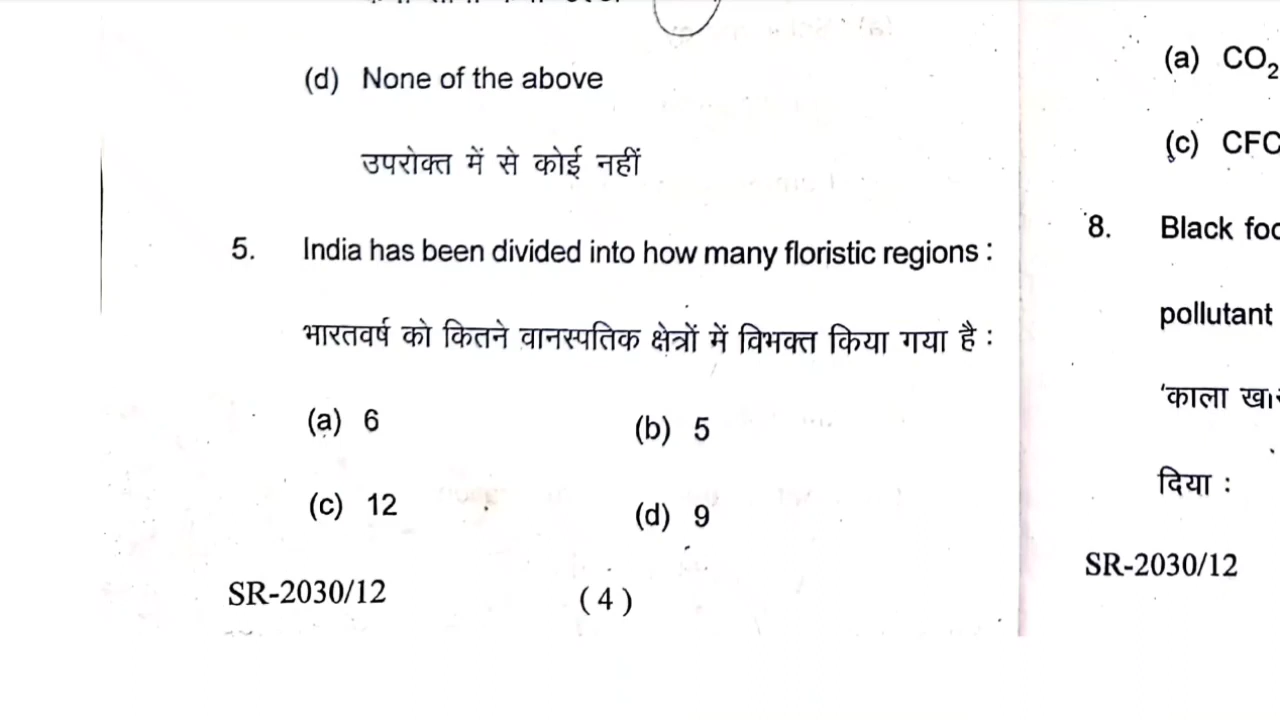 (d) None of the above
उपरोक्त में से कोई नहीं
5. India has been divided into how many floristic regions :
भारतवर्ष को कितने वानस्पतिक क्षेत्रों में विभक्त किया गया है :
(a) 6 (b) 5
(c) 12 (d) 9
SR-2030/12 (4)
(a) CO₂
(c) CFC
8. Black
pollutant
'काला
दिया :
SR-2030/12